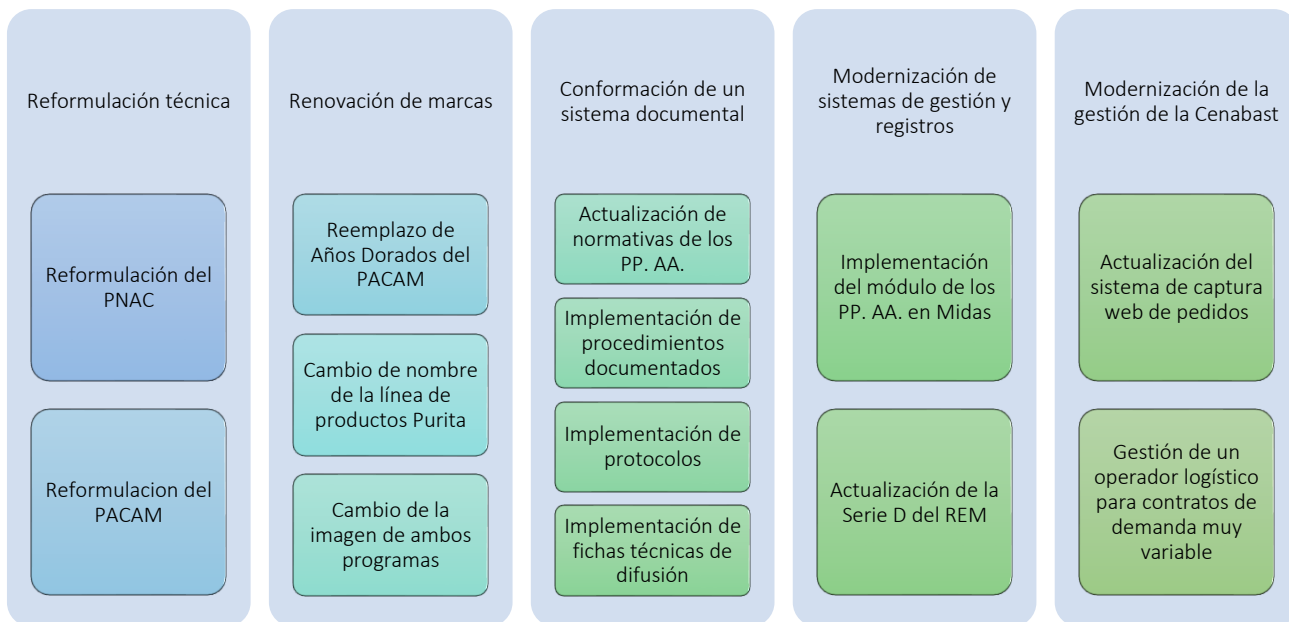 Reformulación técnica
Reformulación del
PNAC
Reformulacion del
PACAM
Renovación de marcas
Reemplazo de
Años Dorados del
PACAM
Cambio de nombre
de la línea de
productos Purita
Cambio de la
imagen de ambos
programas
Conformación de un
sistema documental
Actualización de
normativas de los
PP. AA.
Implementación de
procedimientos
documentados
Implementación de
protocolos
Implementación de
fichas técnicas de
difusión
Modernización de
sistemas de gestión y
registros
Implementación
del módulo de los
PP. AA. en Midas
Actualización de la
Serie D del REM
Modernización de la
gestión de la Cenabast
Actualización del
sistema de captura
web de pedidos
Gestión de un
operador logístico
para contratos de
demanda muy
variable